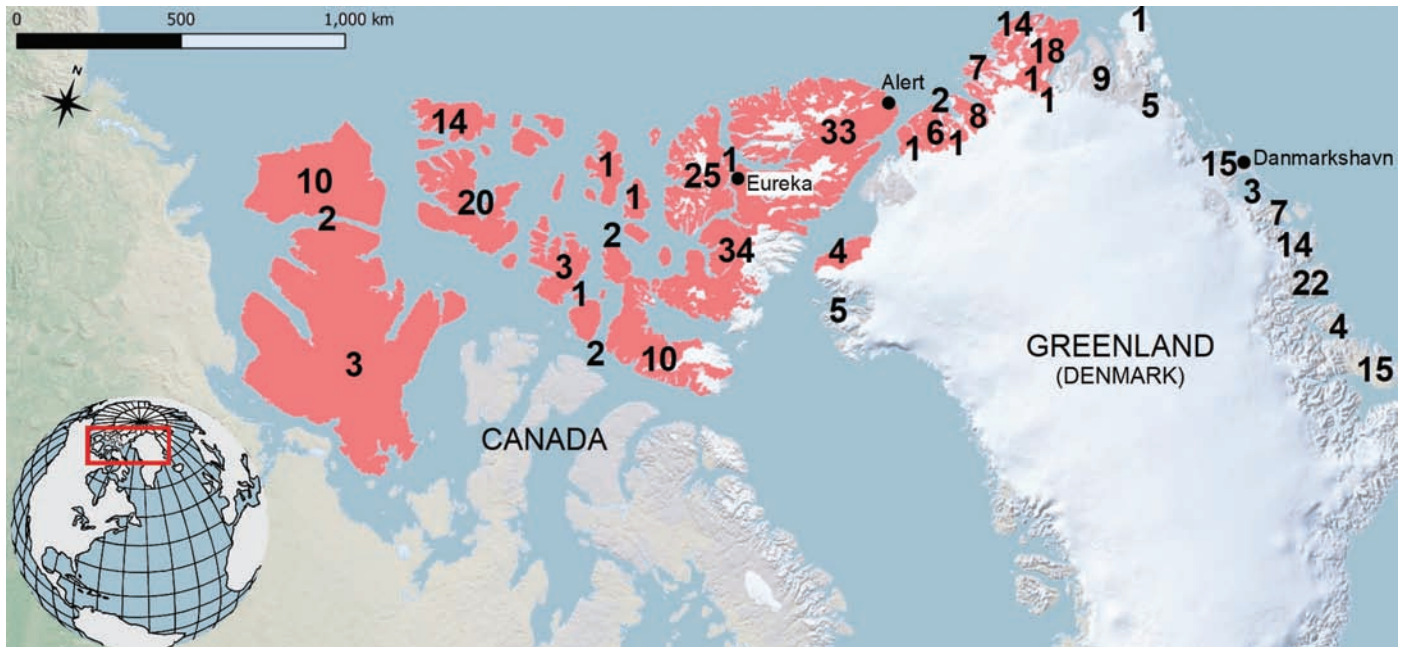 0 500 1,000 km
N
14 1
18
7 1 9
Alert
2 1 5
14 33 8
6
1 1
1 1 15 Danmarkshavn
10 25 Eureka
20 1 3
2 7
2 34 4 14
3
1 22
5
4
2 10 GREENLAND
3 (DENMARK) 15
CANADA